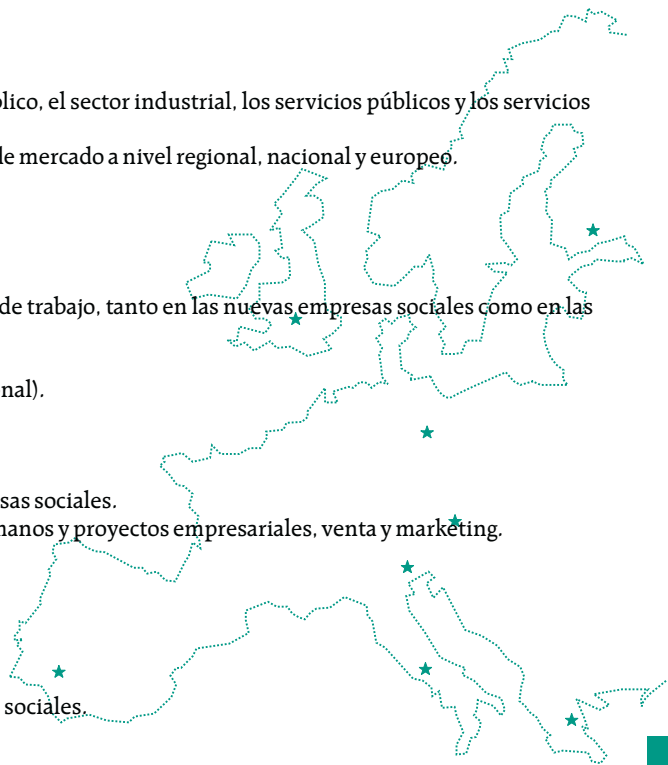 lico, el sector industrial, los servicios públicos y los servicios
le mercado a nivel regional, nacional y europeo.
de trabajo, tanto en las nuevas empresas sociales como en las
nal).
sas sociales.
nanos y proyectos empresariales, venta y marketing.
sociales.